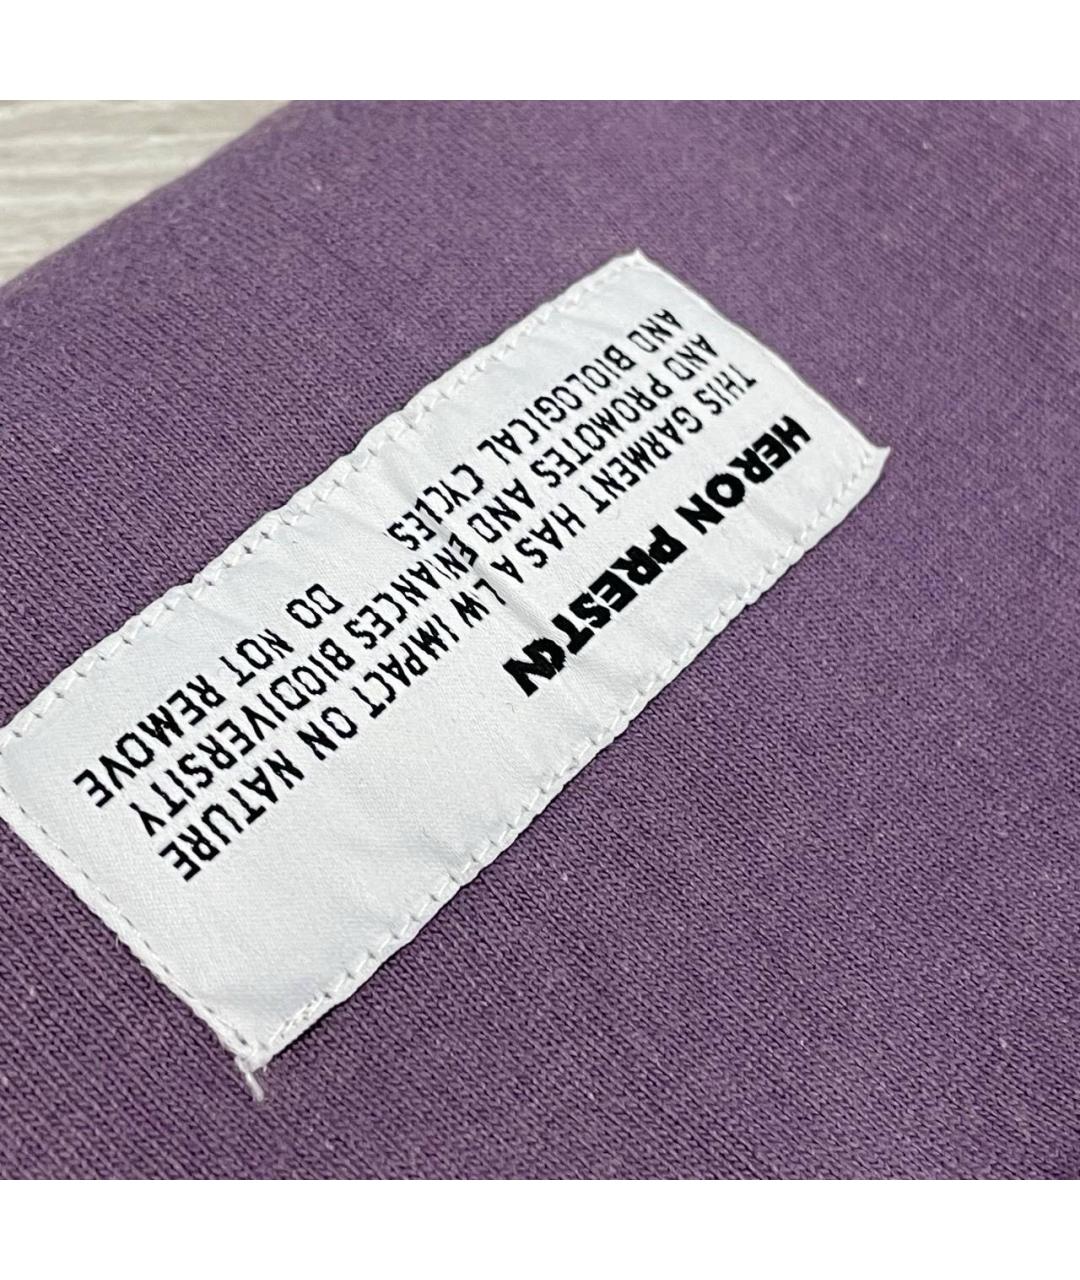 HERON PRESTON
THIS GARMENT HAS A LW IMPACT ON NATURE
AND PROMOTES AND ENANCES BIODIVERSITY
AND BIOLOGICAL CYCLES
DO NOT REMOVE